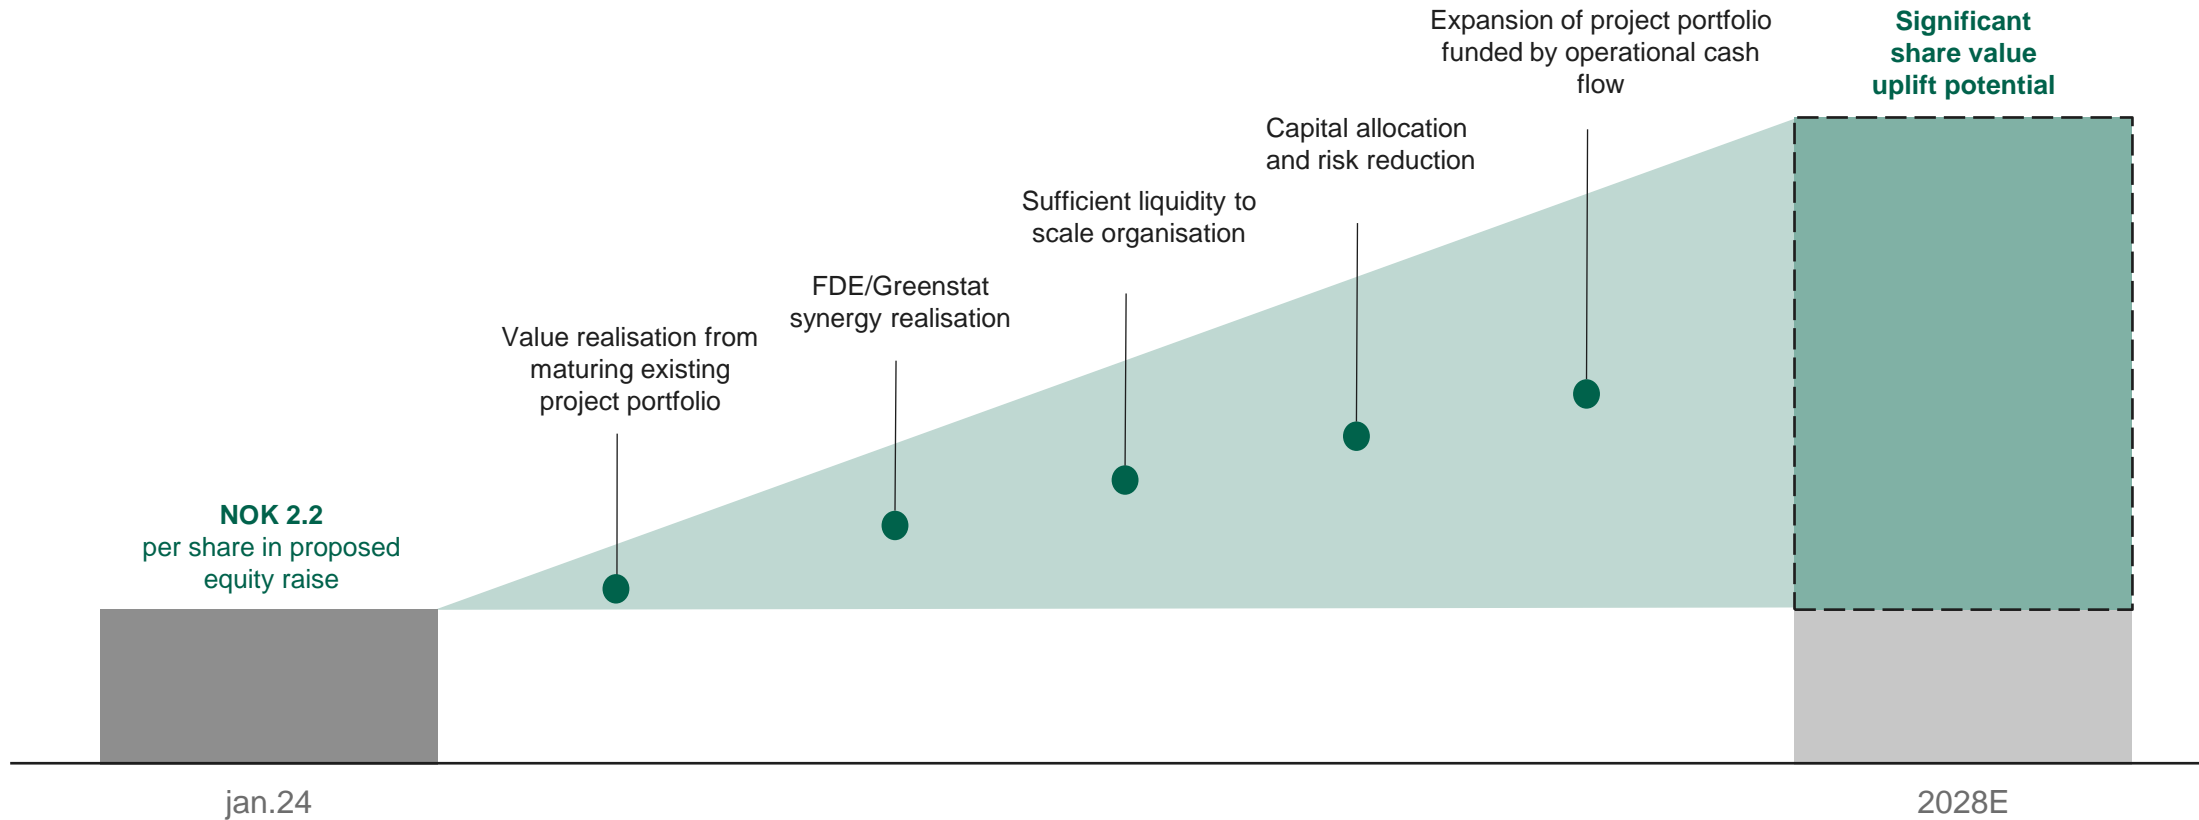 NOK 2.2
per share in proposed
equity raise
Value realisation from
maturing existing
project portfolio
FDE/Greenstat
synergy realisation
Sufficient liquidity to
scale organisation
Capital allocation
and risk reduction
Expansion of project portfolio
funded by operational cash
flow
Significant
share value
uplift potential
jan.24
2028E